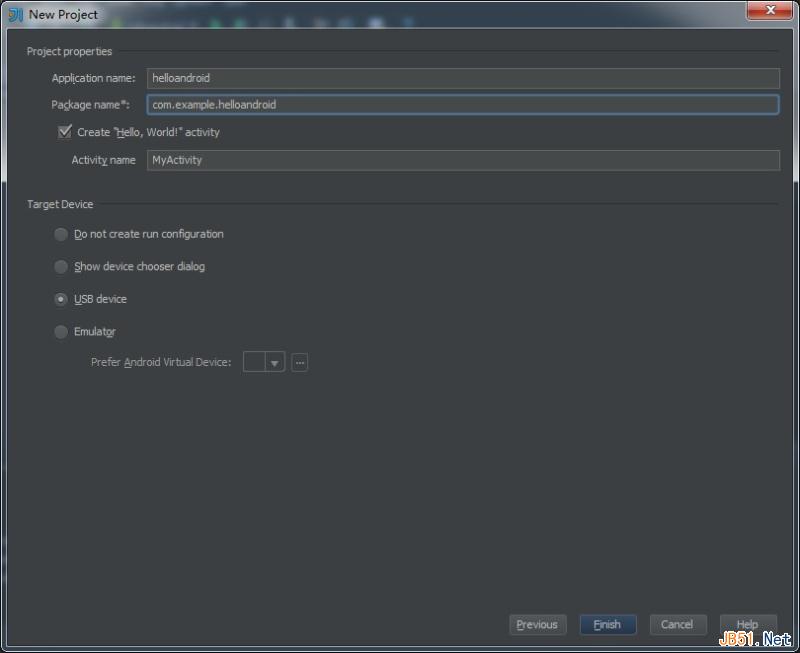 New Project
Project properties
Application name: helloandroid
Package name*: com.example.helloandroid
Create "Hello, World!" activity
Activity name MyActivity
Target Device
Do not create run configuration
Show device chooser dialog
USB device
Emulator
Prefer Android Virtual Device: ...
Previous Finish Cancel Help
JB51.Net